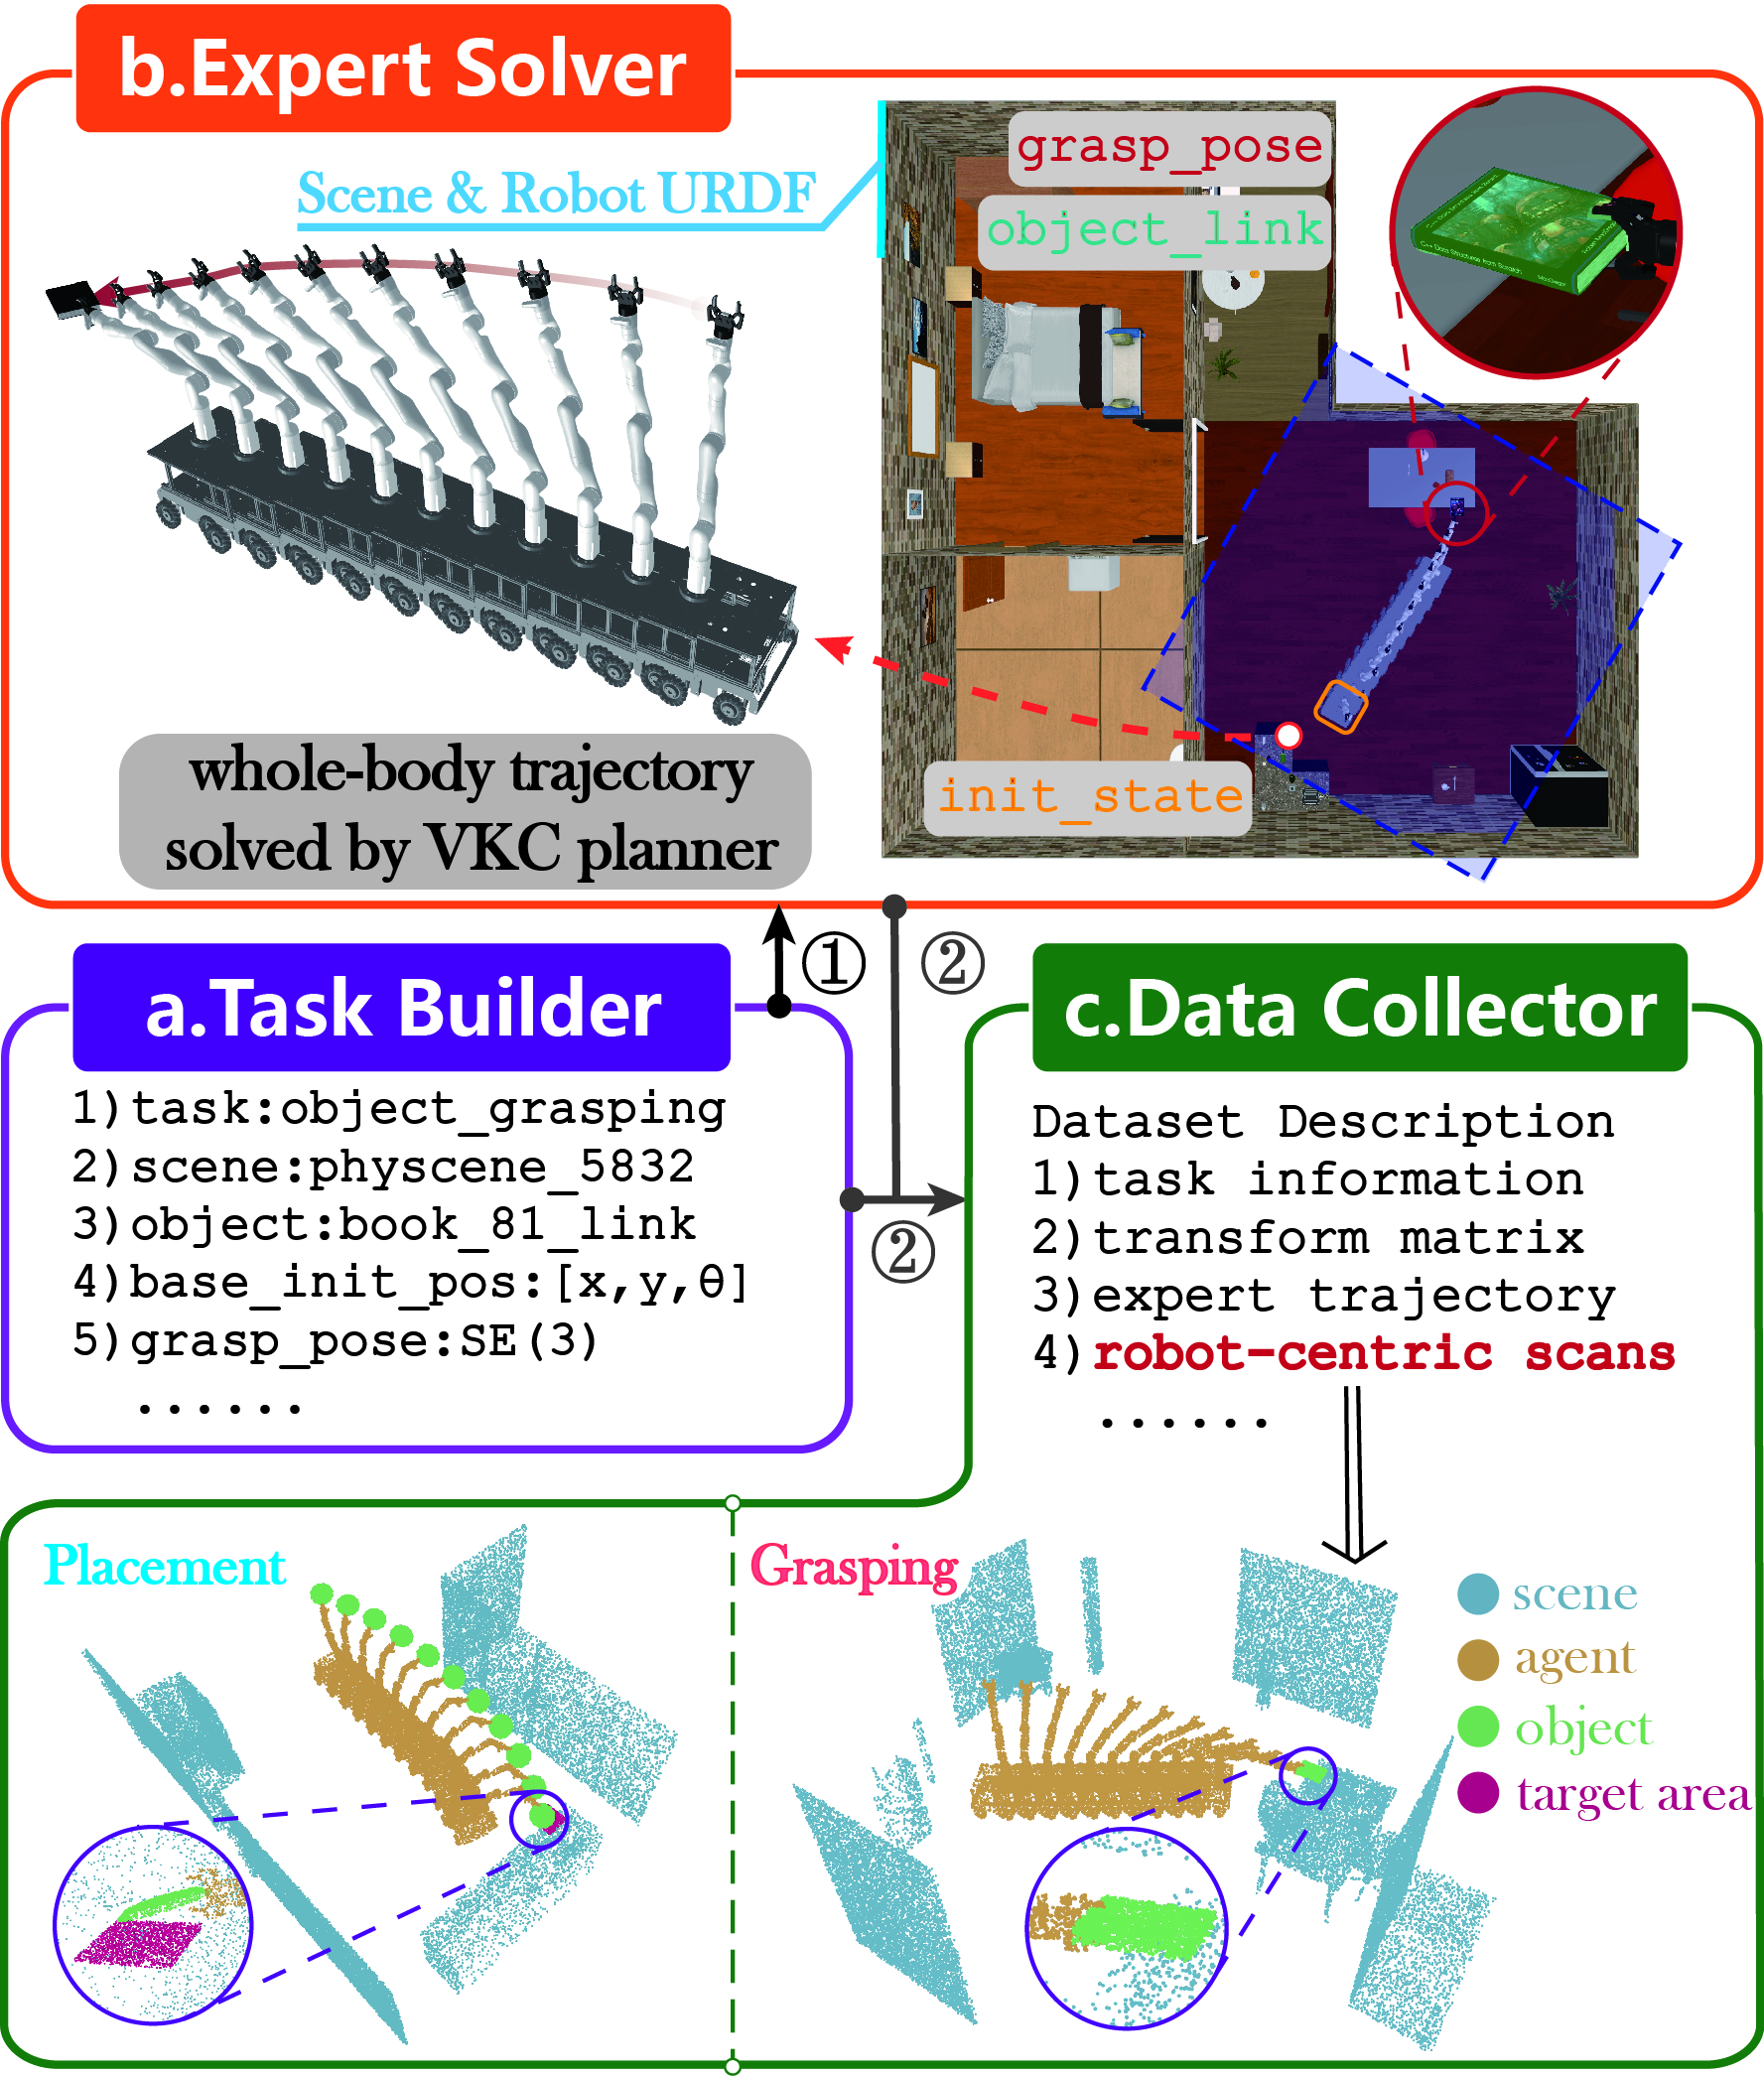 b.Expert Solver
Scene & Robot URDF
grasp_pose
object_link
init_state
whole-body trajectory
solved by VKC planner
①
②
a.Task Builder
1)task:object_grasping
2)scene:physcene_5832
3)object:book_81_link
4)base_init_pos:[x,y,θ]
5)grasp_pose:SE(3)
......
②
c.Data Collector
Dataset Description
1)task information
2)transform matrix
3)expert trajectory
4)robot-centric scans
......
Placement
Grasping
scene
agent
object
target area